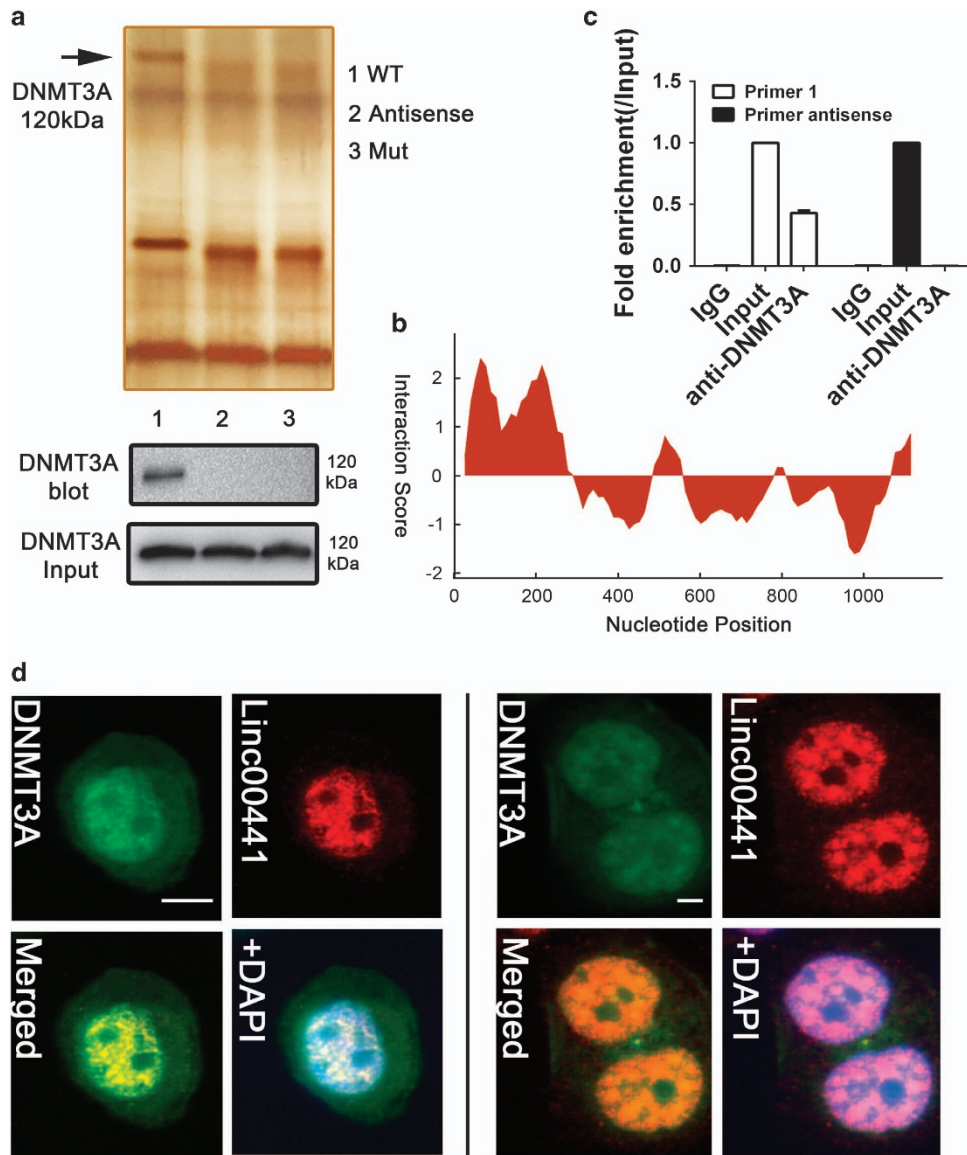 a
DNMT3A
120kDa
1 WT
2 Antisense
3 Mut
1 2 3
DNMT3A
blot
120
kDa
DNMT3A
Input
120
kDa
c
Fold enrichment(/Input)
1.5
1.0
0.5
0.0
Primer 1
Primer antisense
IgG
Input
anti-DNMT3A
IgG
Input
anti-DNMT3A
b
Interaction Score
2
1
0
-1
-2
0 200 400 600 800 1000
Nucleotide Position
d
DNMT3A
Linc00441
Merged
+DAPI
DNMT3A
Linc00441
Merged
+DAPI